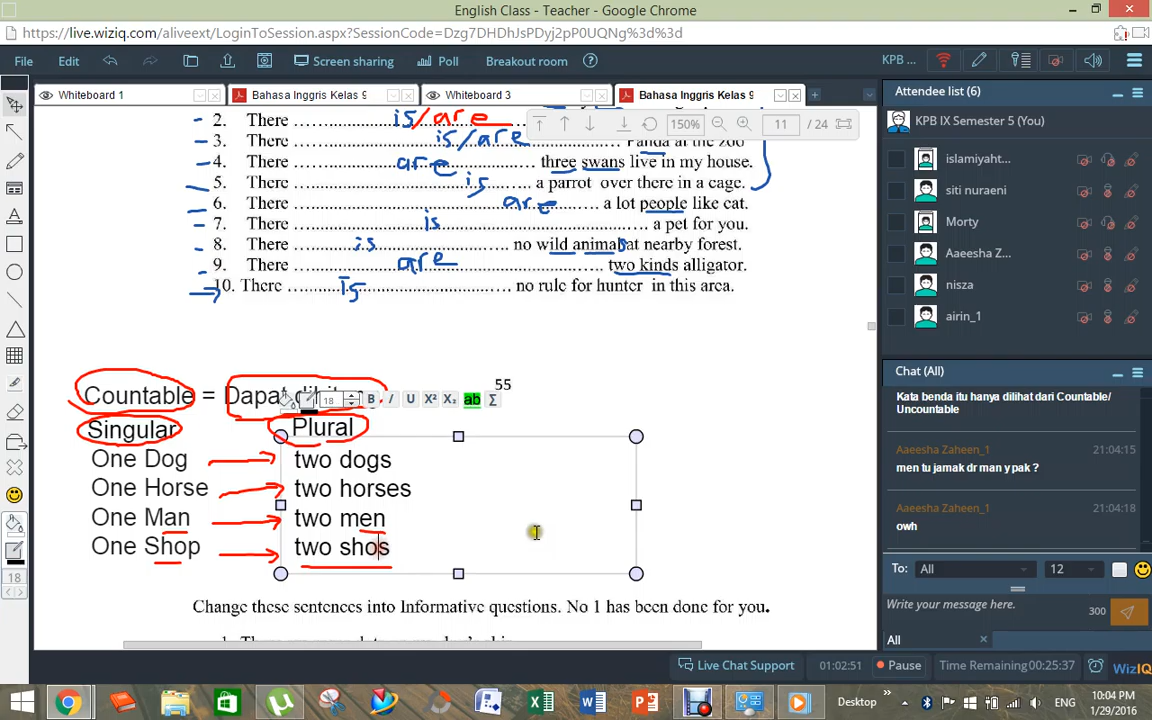 English Class - Teacher - Google Chrome
https://live.wiziq.com/aliveext/LoginToSession.aspx?SessionCode=Dzg7DHDhJsDPyj2pP0UQNg%3d%3d
File Edit Screen sharing Poll Breakout room KPB ...
Whiteboard 1 Bahasa Inggris Kelas 9 Whiteboard 3 Bahasa Inggris Kelas 9
Attendee list (6)
KPB IX Semester 5 (You)
islamiyaht...
siti nuraeni
Morty
Aaeesha Z...
nisza
airin_1
150% 11 / 24
2. There is/are
3. There is/are Panda at the zoo
4. There are three swans live in my house.
5. There is a parrot over there in a cage.
6. There are a lot people like cat.
7. There is a pet for you.
8. There is no wild animals at nearby forest.
9. There are two kinds alligator.
10. There is no rule for hunter in this area.
55
Countable = Dapat
18 B I U X² X₂ ab Σ
Singular Plural
One Dog two dogs
One Horse two horses
One Man two men
One Shop two shos
Change these sentences into Informative questions. No 1 has been done for you.
18
Chat (All)
Kata benda itu hanya dilihat dari Countable/
Uncountable
Aaeesha Zaheen_1 21:04:15
men tu jamak dr man y pak ?
Aaeesha Zaheen_1 21:04:18
owh
To: All 12
Write your message here. 300
All
Live Chat Support 01:02:51 Pause Time Remaining 00:25:37 WizIQ
Desktop ENG 10:04 PM
1/29/2016